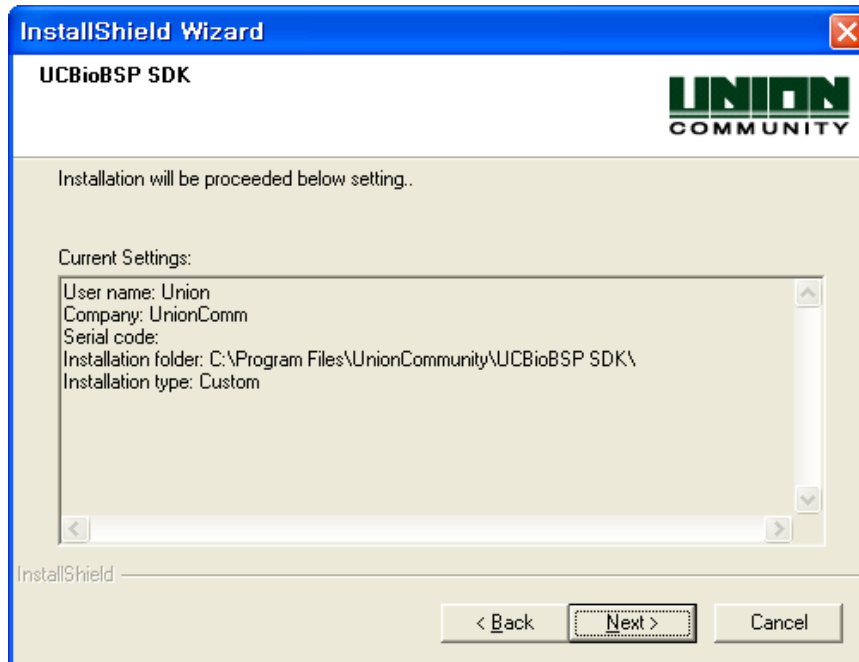 InstallShield Wizard
UCBioBSP SDK
UNION
COMMUNITY
Installation will be proceeded below setting..
Current Settings:
User name: Union
Company: UnionComm
Serial code:
Installation folder: C:\Program Files\UnionCommunity\UCBioBSP SDK\
Installation type: Custom
InstallShield
< Back
Next >
Cancel